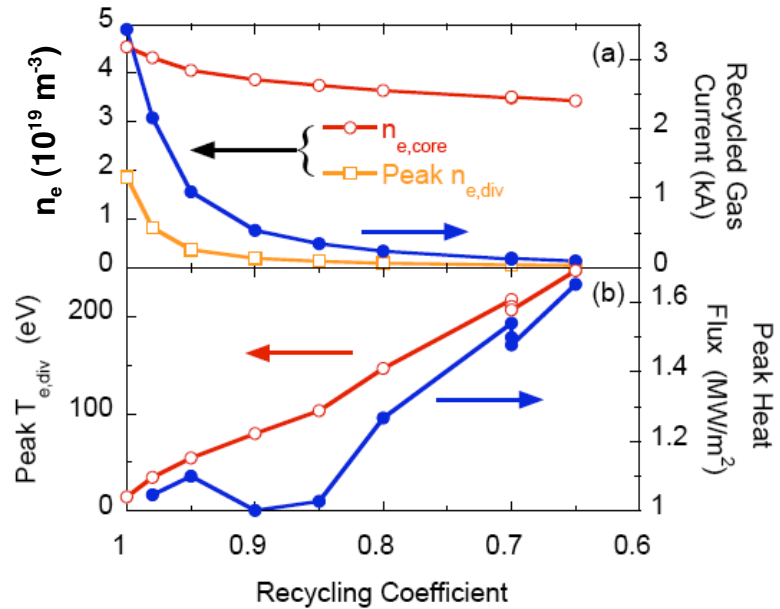 5
4
3
2
1
0
n_e (10^19 m^-3)
(a)
n_e,core
Peak n_e,div
3
2
1
0
Recycled Gas
Current (kA)
200
100
0
Peak T_e,div (eV)
(b)
1.6
1.4
1.2
1
Peak Heat
Flux (MW/m^2)
1 0.9 0.8 0.7 0.6
Recycling Coefficient